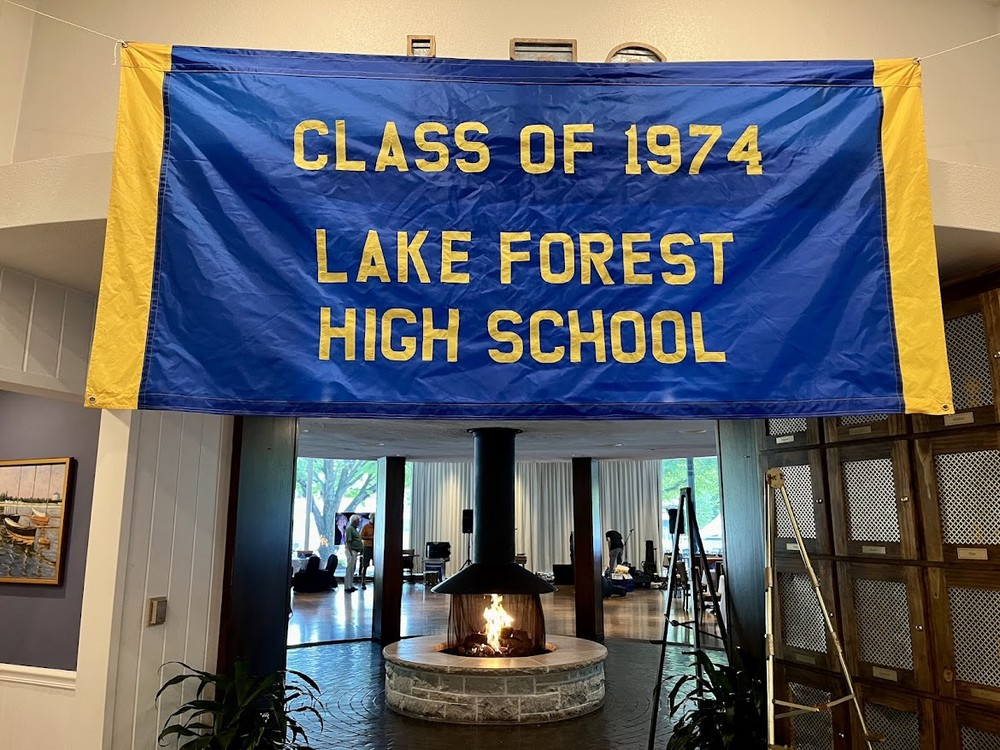 CLASS OF 1974
LAKE FOREST
HIGH SCHOOL